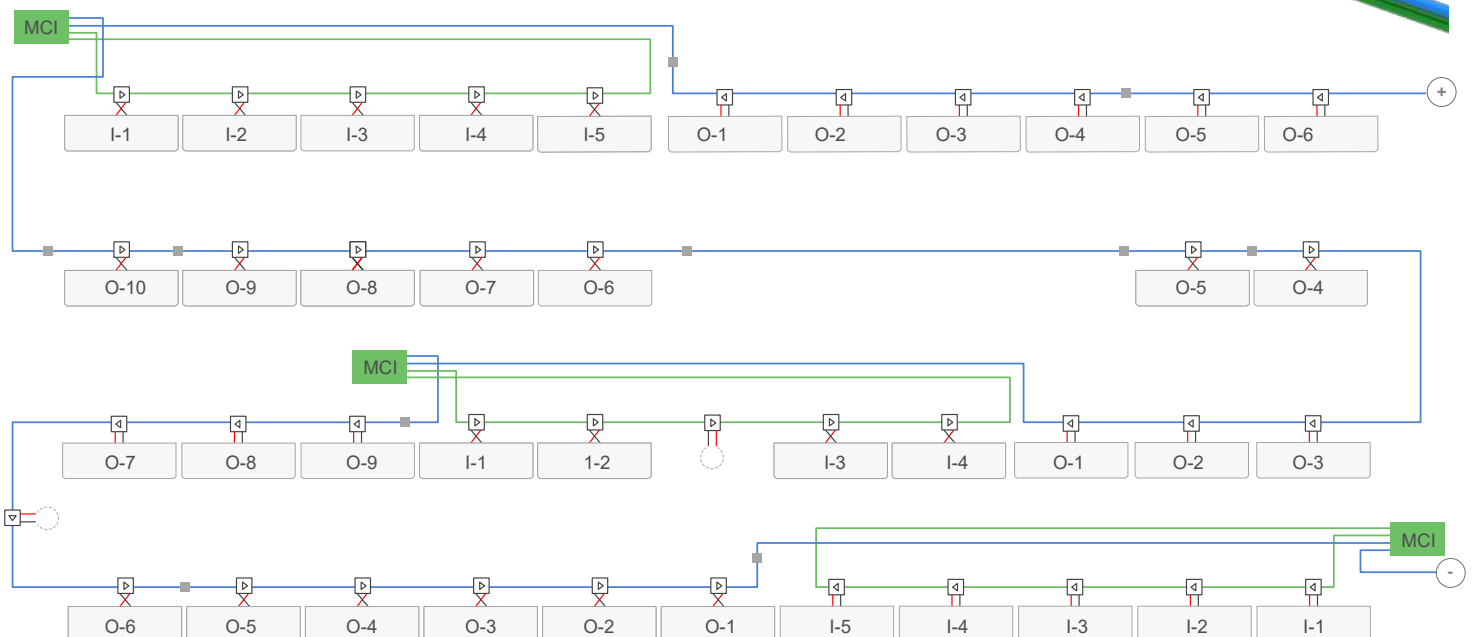 MCI
+
I-1 I-2 I-3 I-4 I-5 O-1 O-2 O-3 O-4 O-5 O-6
O-10 O-9 O-8 O-7 O-6 O-5 O-4
MCI
O-7 O-8 O-9 I-1 1-2 I-3 I-4 O-1 O-2 O-3
MCI
-
O-6 O-5 O-4 O-3 O-2 O-1 I-5 I-4 I-3 I-2 I-1